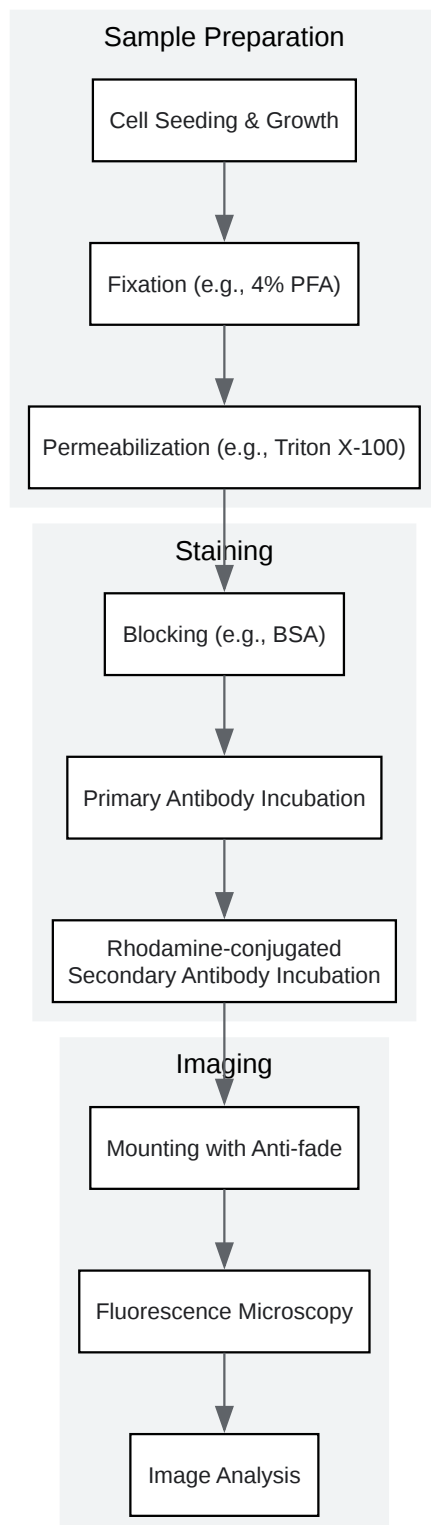 Sample Preparation
Cell Seeding & Growth
Fixation (e.g., 4% PFA)
Permeabilization (e.g., Triton X-100)
Staining
Blocking (e.g., BSA)
Primary Antibody Incubation
Rhodamine-conjugated
Secondary Antibody Incubation
Imaging
Mounting with Anti-fade
Fluorescence Microscopy
Image Analysis